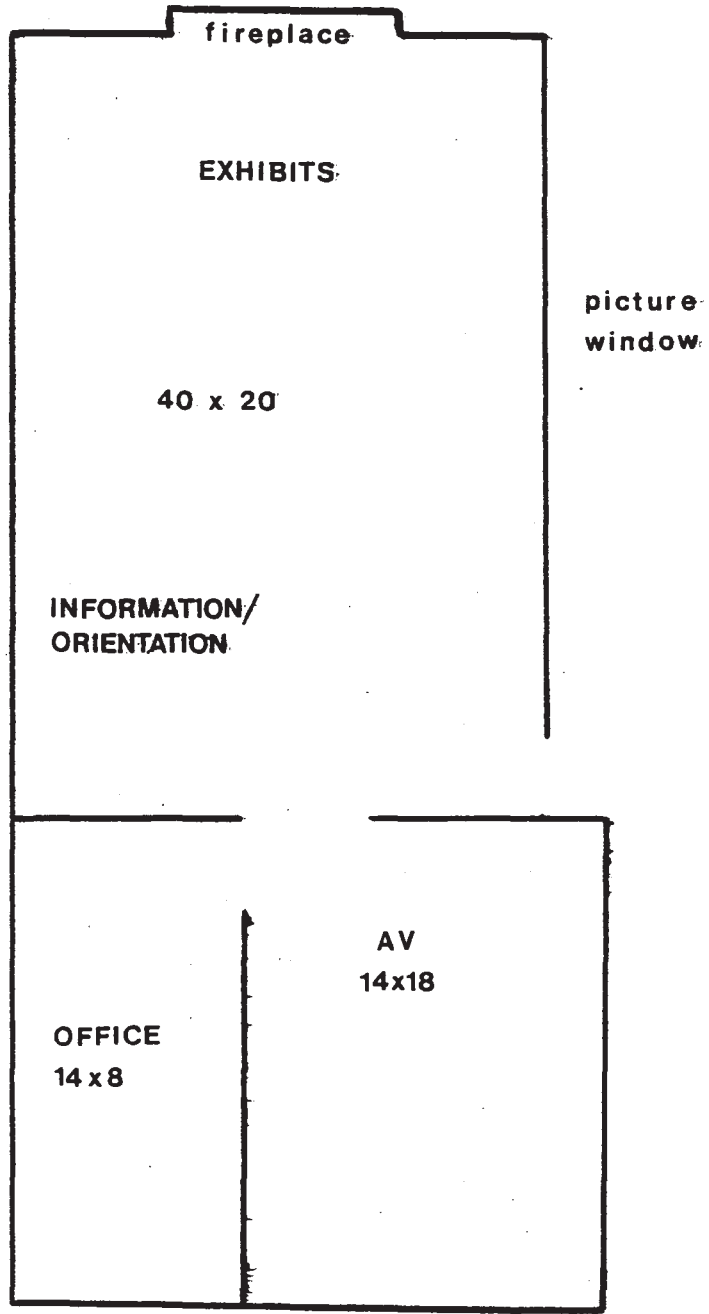 fireplace
EXHIBITS
picture
window
40 x 20
INFORMATION/
ORIENTATION
AV
14x18
OFFICE
14 x 8